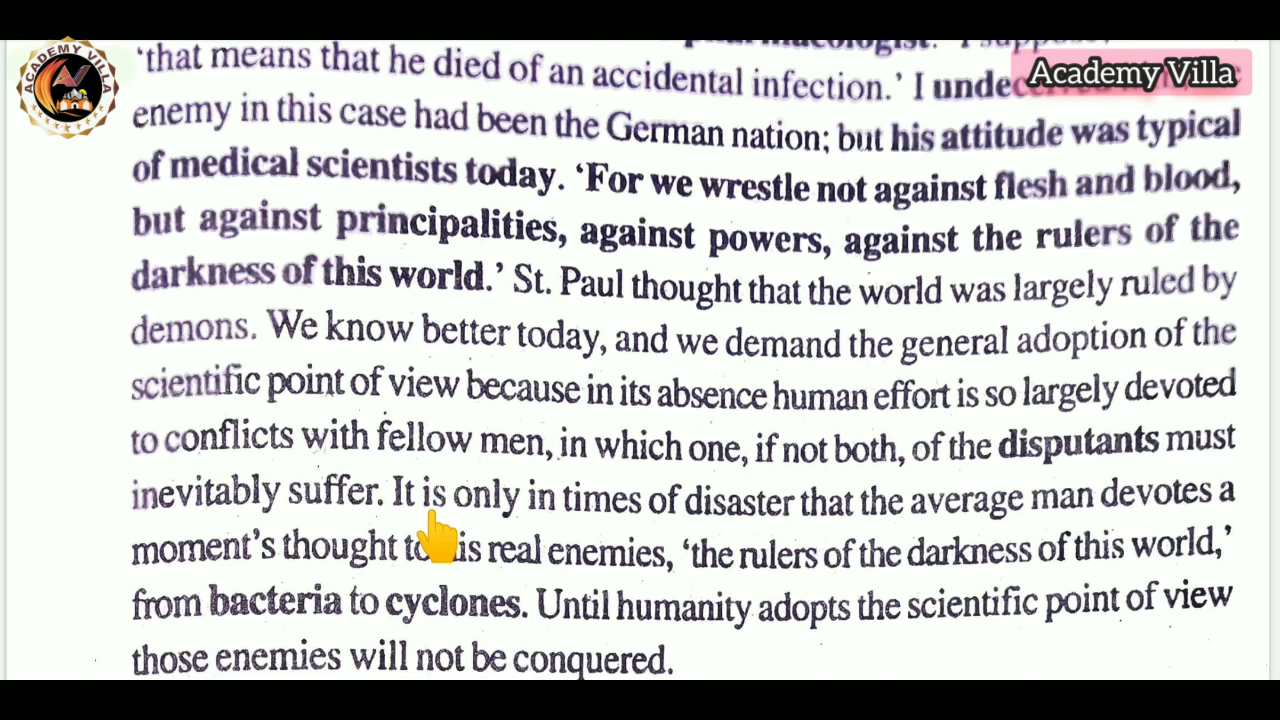 ACADEMY VILLA
Academy Villa
'that means that he died of an accidental infection.' I
enemy in this case had been the German nation; but his attitude was typical
of medical scientists today. 'For we wrestle not against flesh and blood,
but against principalities, against powers, against the rulers of the
darkness of this world.' St. Paul thought that the world was largely ruled by
demons. We know better today, and we demand the general adoption of the
scientific point of view because in its absence human effort is so largely devoted
to conflicts with fellow men, in which one, if not both, of the disputants must
inevitably suffer. It is only in times of disaster that the average man devotes a
moment's thought to his real enemies, 'the rulers of the darkness of this world,'
from bacteria to cyclones. Until humanity adopts the scientific point of view
those enemies will not be conquered.